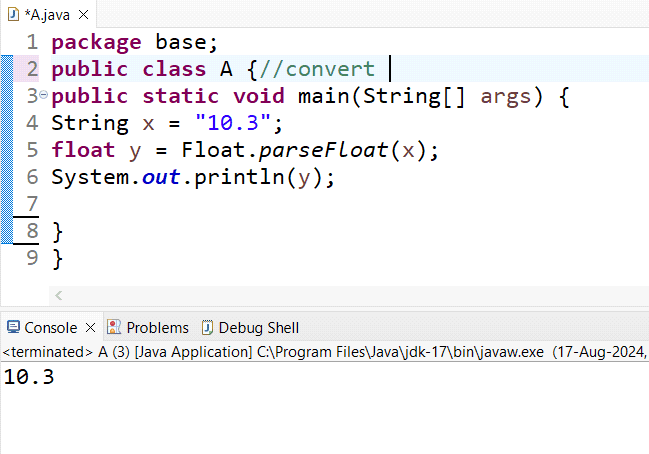 *A.java
1 package base;
2 public class A {//convert
3 public static void main(String[] args) {
4 String x = "10.3";
5 float y = Float.parseFloat(x);
6 System.out.println(y);
7
8 }
9 }
Console Problems Debug Shell
<terminated> A (3) [Java Application] C:\Program Files\Java\jdk-17\bin\javaw.exe (17-Aug-2024,
10.3